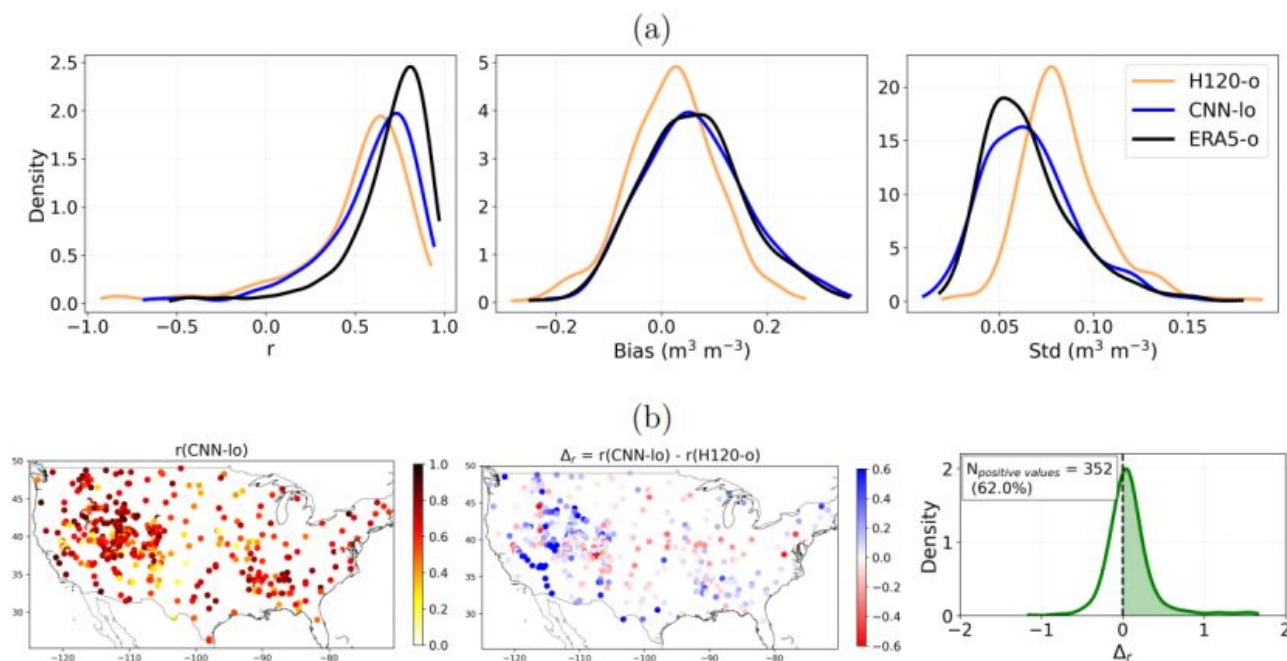 (a)
Density
2.5
2.0
1.5
1.0
0.5
0.0
−1.0 −0.5 0.0 0.5 1.0
r
5
4
3
2
1
0
−0.2 0.0 0.2
Bias (m³ m⁻³)
20
15
10
5
0
0.05 0.10 0.15
Std (m³ m⁻³)
H120-o
CNN-lo
ERA5-o
(b)
r(CNN-lo)
50
45
40
35
30
−120 −110 −100 −90 −80
1.0
0.8
0.6
0.4
0.2
0.0
Δr = r(CNN-lo) - r(H120-o)
50
45
40
35
30
−120 −110 −100 −90 −80
0.6
0.4
0.2
0.0
−0.2
−0.4
−0.6
Npositive values = 352
(62.0%)
Density
2
1
0
−2 −1 0 1 2
Δr